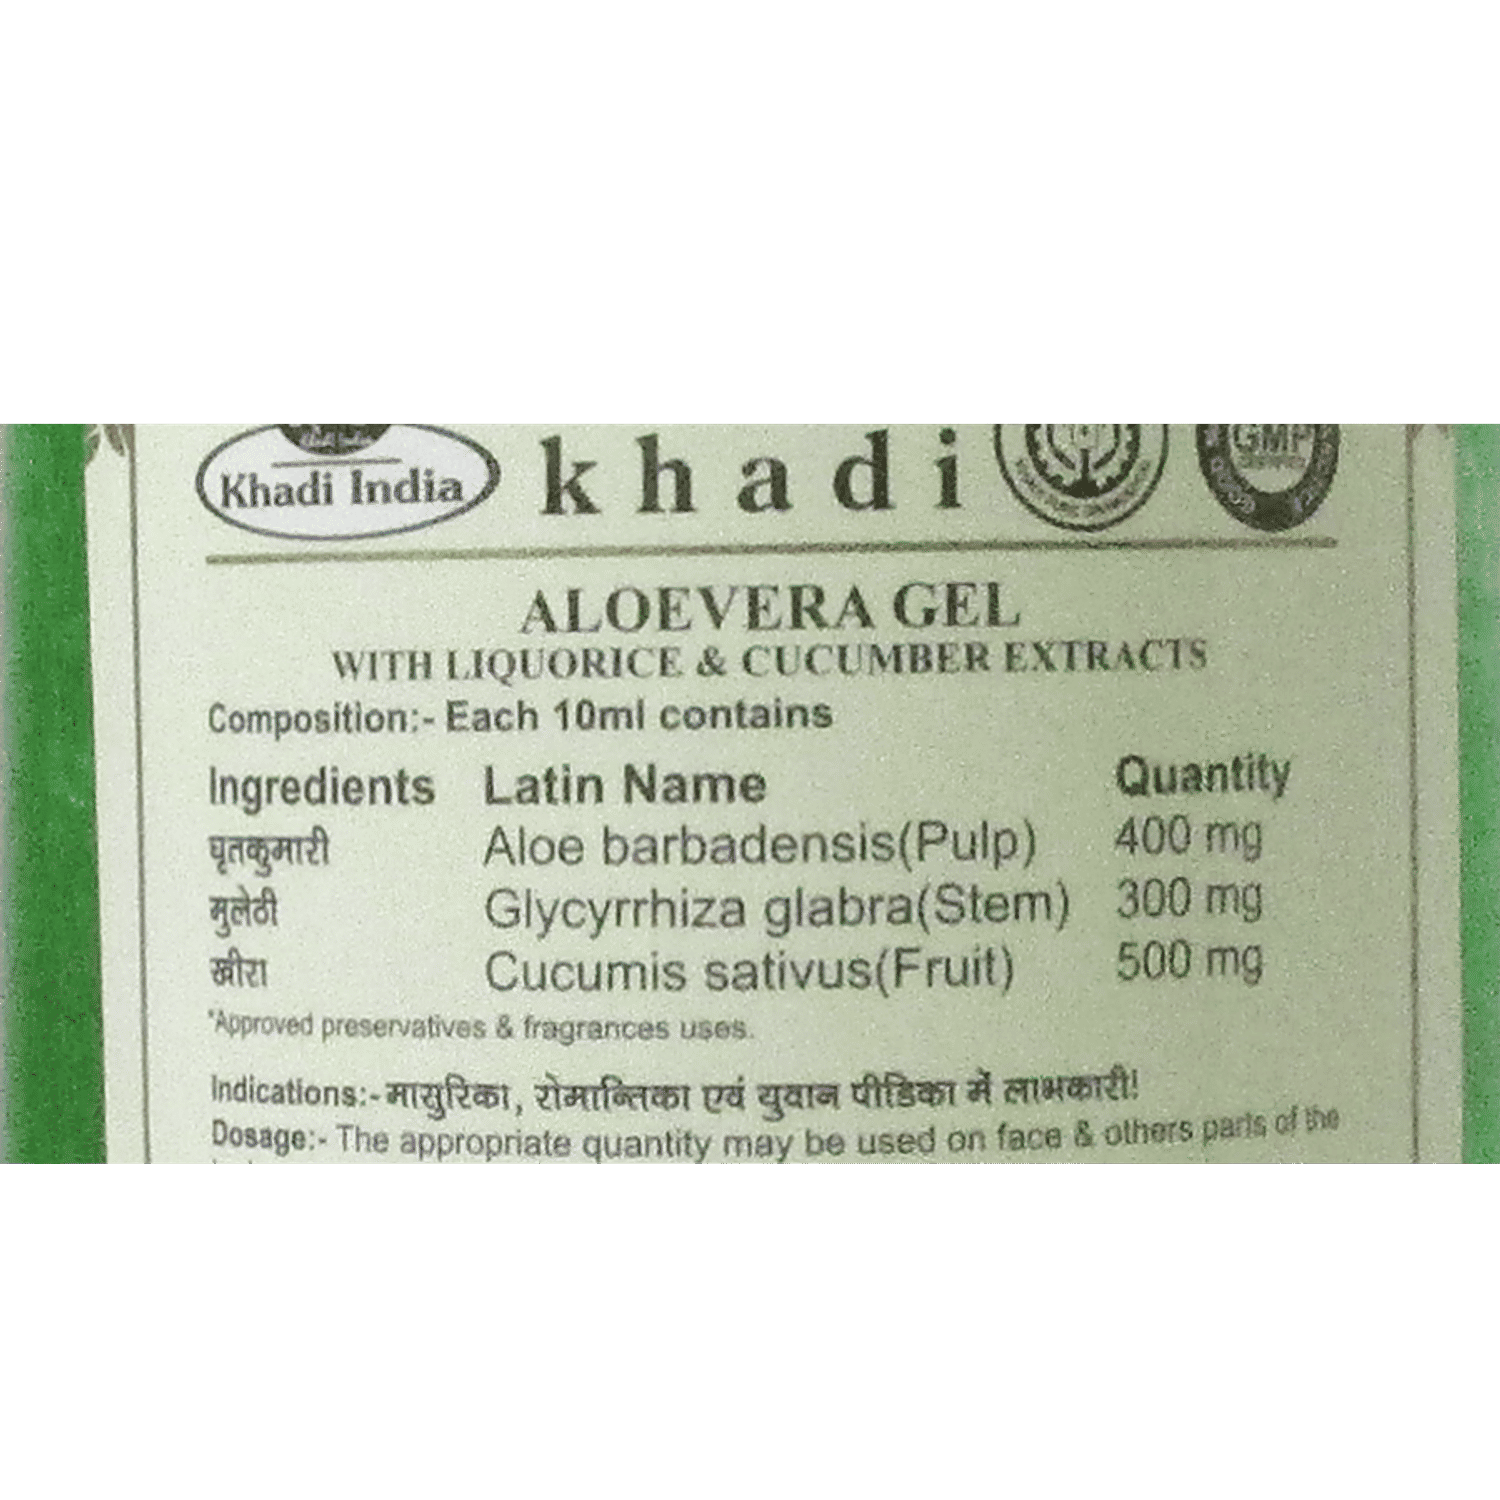 Khadi India
khadi
GMP
ALOEVERA GEL
WITH LIQUORICE & CUCUMBER EXTRACTS
Composition:- Each 10ml contains
Ingredients Latin Name Quantity
घृतकुमारी Aloe barbadensis(Pulp) 400 mg
मुलेठी Glycyrrhiza glabra(Stem) 300 mg
खीरा Cucumis sativus(Fruit) 500 mg
*Approved preservatives & fragrances uses.
Indications:- मासुरिका, रोमान्तिका एवं युवान पीडिका में लाभकारी!
Dosage:- The appropriate quantity may be used on face & others parts of the